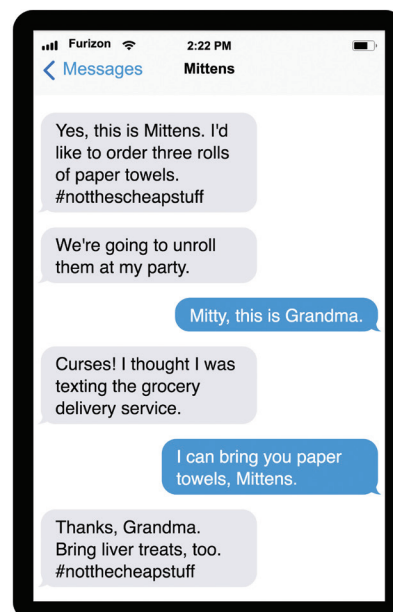 Furizon
2:22 PM
Messages
Mittens
Yes, this is Mittens. I'd
like to order three rolls
of paper towels.
#notthescheapstuff
We're going to unroll
them at my party.
Mitty, this is Grandma.
Curses! I thought I was
texting the grocery
delivery service.
I can bring you paper
towels, Mittens.
Thanks, Grandma.
Bring liver treats, too.
#notthecheapstuff